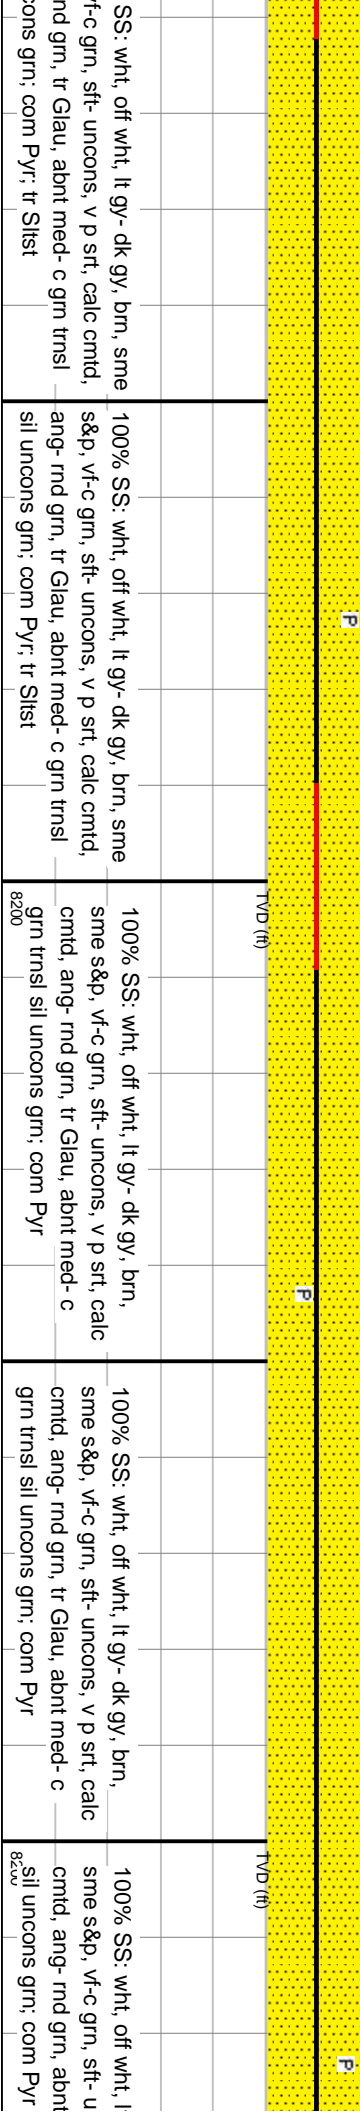 SS: wht, off wht, lt gy- dk gy, brn, sme
vf-c grn, sft- uncons, v p srt, calc cmtd,
nd grn, tr Glau, abnt med- c grn trnsl
cons grn; com Pyr; tr Sltst
100% SS: wht, off wht, lt gy- dk gy, brn, sme
s&p, vf-c grn, sft- uncons, v p srt, calc cmtd,
ang- rnd grn, tr Glau, abnt med- c grn trnsl
sil uncons grn; com Pyr; tr Sltst
P
TVD (ft)
8200
100% SS: wht, off wht, lt gy- dk gy, brn,
sme s&p, vf-c grn, sft- uncons, v p srt, calc
cmtd, ang- rnd grn, tr Glau, abnt med- c
grn trnsl sil uncons grn; com Pyr
P
100% SS: wht, off wht, lt gy- dk gy, brn,
sme s&p, vf-c grn, sft- uncons, v p srt, calc
cmtd, ang- rnd grn, tr Glau, abnt med- c
grn trnsl sil uncons grn; com Pyr
TVD (ft)
100% SS: wht, off wht, l
sme s&p, vf-c grn, sft- u
cmtd, ang- rnd grn, abnt
sil uncons grn; com Pyr
P